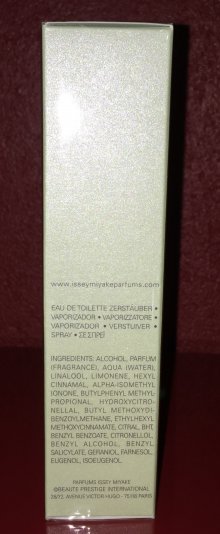 www.isseymiyakeparfums.com
EAU DE TOILETTE ZERSTAUBER •
VAPORIZADOR • VAPORIZZATORE •
VAPORISADOR • VERSTUIVER •
SPRAY • ΣΕΣΠΡΕΪ
INGREDIENTS: ALCOHOL, PARFUM
(FRAGRANCE), AQUA (WATER),
LINALOOL, LIMONENE, HEXYL
CINNAMAL, ALPHA-ISOMETHYL
IONONE, BUTYLPHENYL METHYL-
PROPIONAL, HYDROXYCITRO-
NELLAL, BUTYL METHOXYDI-
BENZOYLMETHANE, ETHYLHEXYL
METHOXYCINNAMATE, CITRAL, BHT,
BENZYL BENZOATE, CITRONELLOL,
BENZYL ALCOHOL, BENZYL
SALICYLATE, GERANIOL, FARNESOL,
EUGENOL, ISOEUGENOL.
PARFUMS ISSEY MIYAKE
©BEAUTE PRESTIGE INTERNATIONAL
28/32, AVENUE VICTOR HUGO - 75116 PARIS